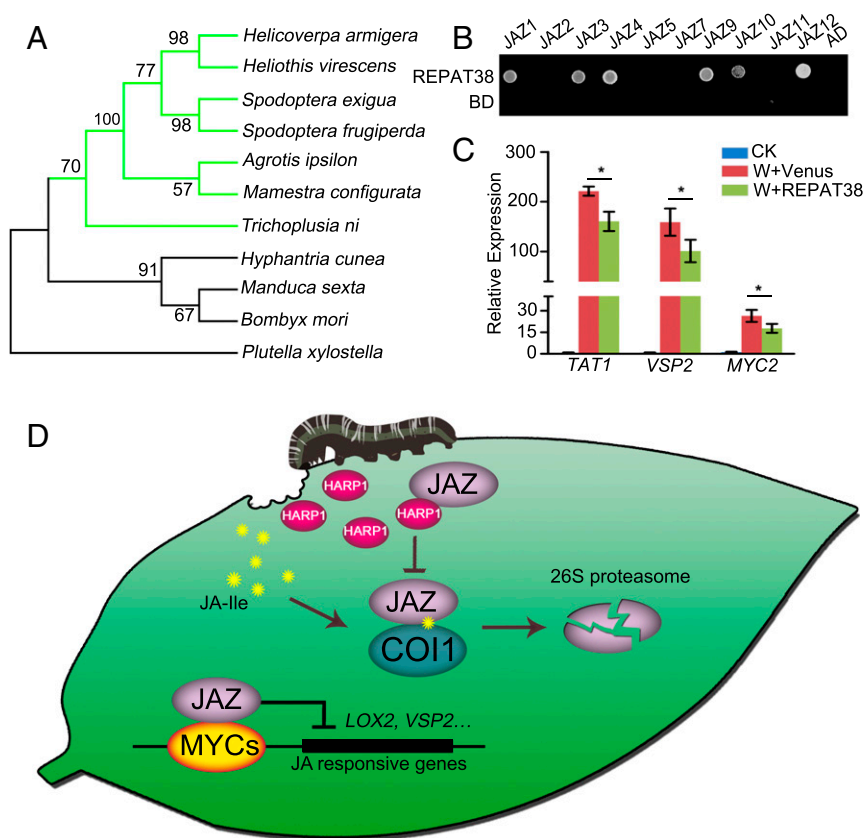 A
98
Helicoverpa armigera
Heliothis virescens
77
Spodoptera exigua
98
Spodoptera frugiperda
100
Agrotis ipsilon
57
Mamestra configurata
70
Trichoplusia ni
Hyphantria cunea
91
Manduca sexta
67
Bombyx mori
Plutella xylostella
B
JAZ1 JAZ2 JAZ3 JAZ4 JAZ5 JAZ7 JAZ9 JAZ10 JAZ11 JAZ12 AD
REPAT38
BD
C
Relative Expression
300
200
100
30
15
0
* * *
CK
W+Venus
W+REPAT38
TAT1 VSP2 MYC2
D
HARP1
JAZ
HARP1
HARP1
HARP1
JA-Ile
JAZ
COI1
26S proteasome
JAZ
MYCs
LOX2, VSP2...
JA responsive genes